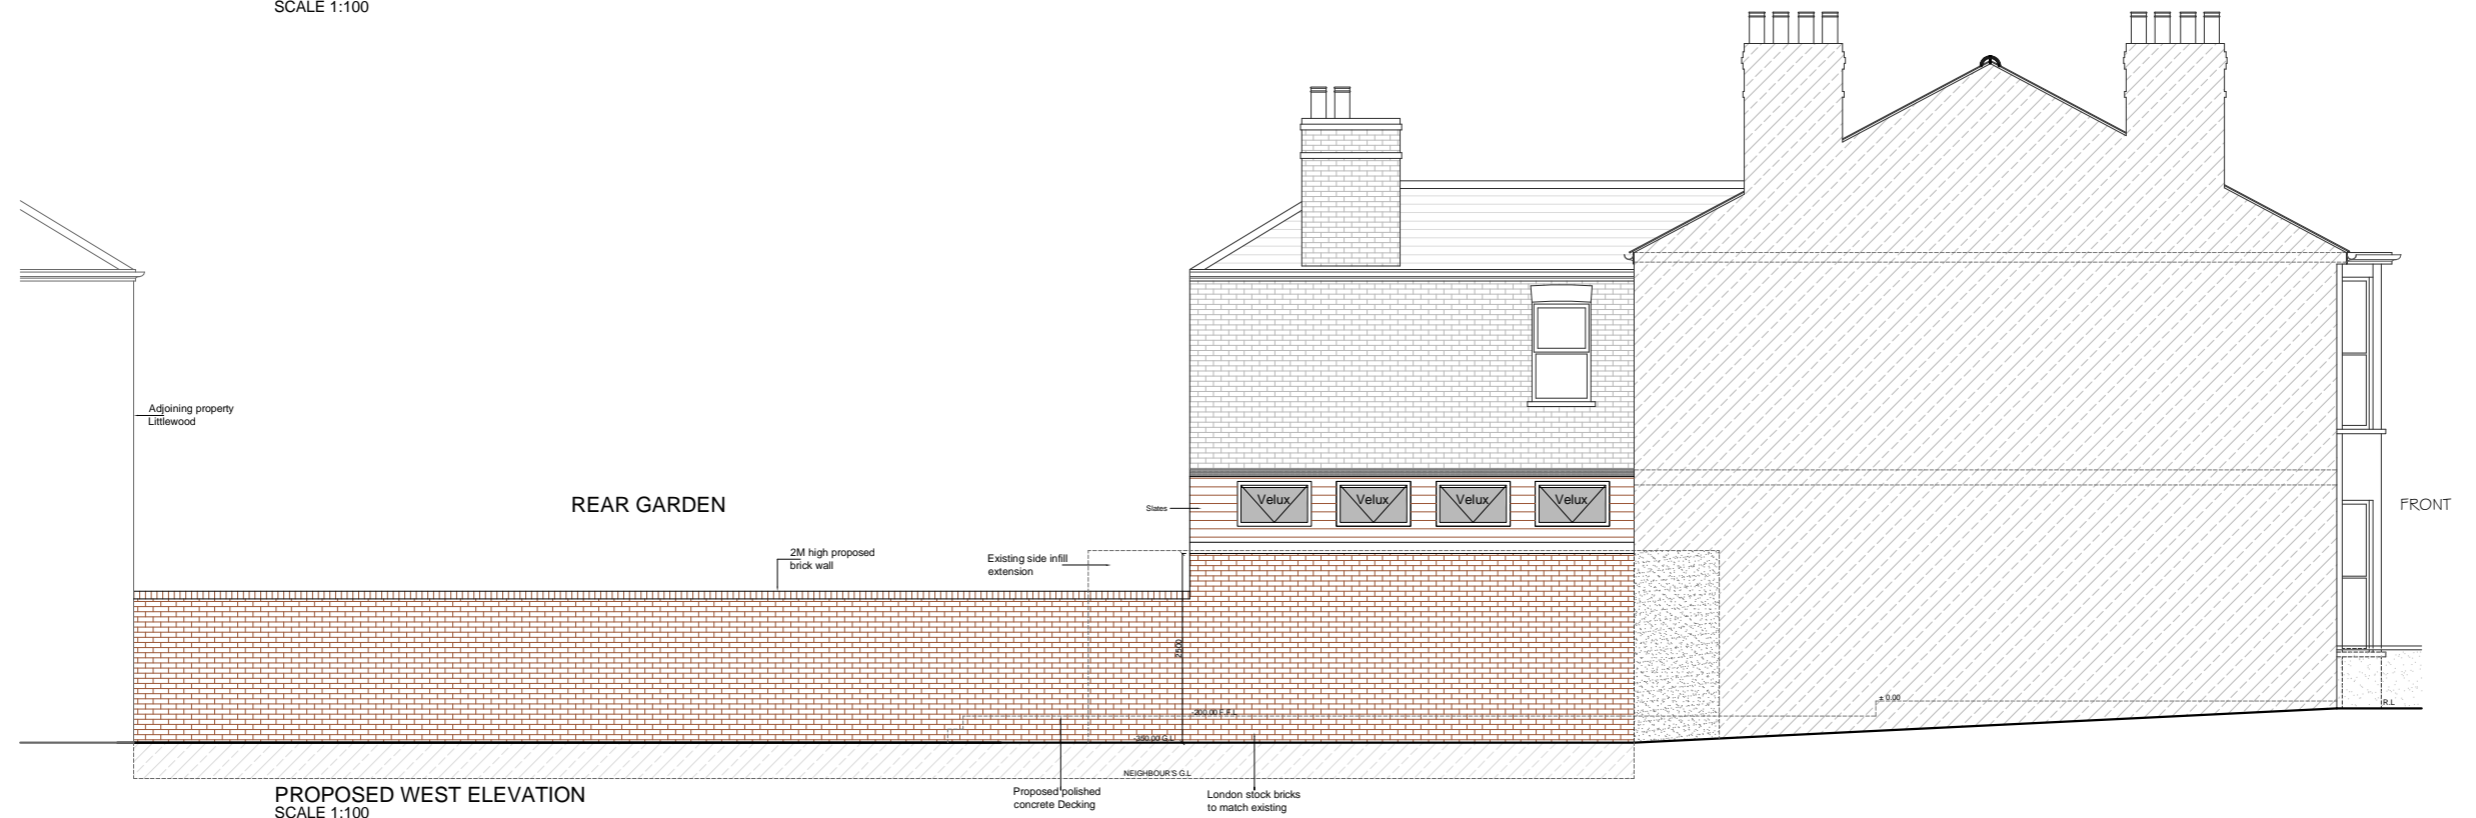 SCALE 1:100
Adjoining property
Littlewood
REAR GARDEN
Slates
Velux
Velux
Velux
Velux
FRONT
2M high proposed
brick wall
Existing side infill
extension
2500
± 0.00
R.L
-200.00 F.F.L
-350.00 G.L
NEIGHBOUR'S G.L
Proposed polished
concrete Decking
London stock bricks
to match existing
PROPOSED WEST ELEVATION
SCALE 1:100